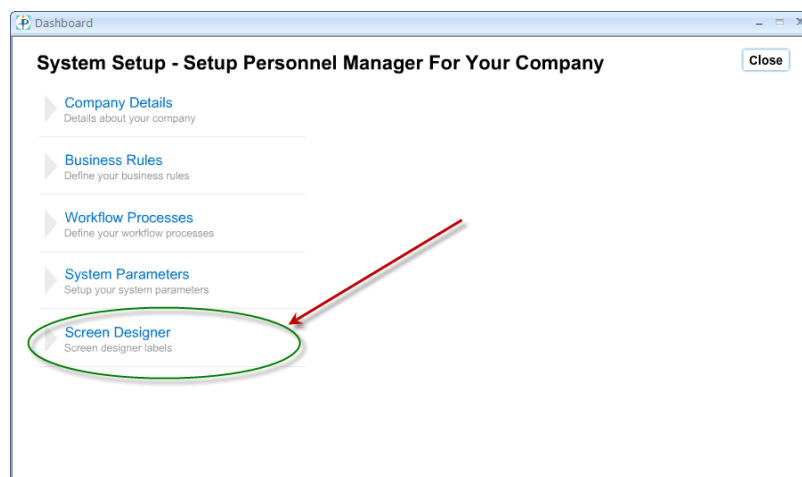 Dashboard
System Setup - Setup Personnel Manager For Your Company
Close
Company Details
Details about your company
Business Rules
Define your business rules
Workflow Processes
Define your workflow processes
System Parameters
Setup your system parameters
Screen Designer
Screen designer labels